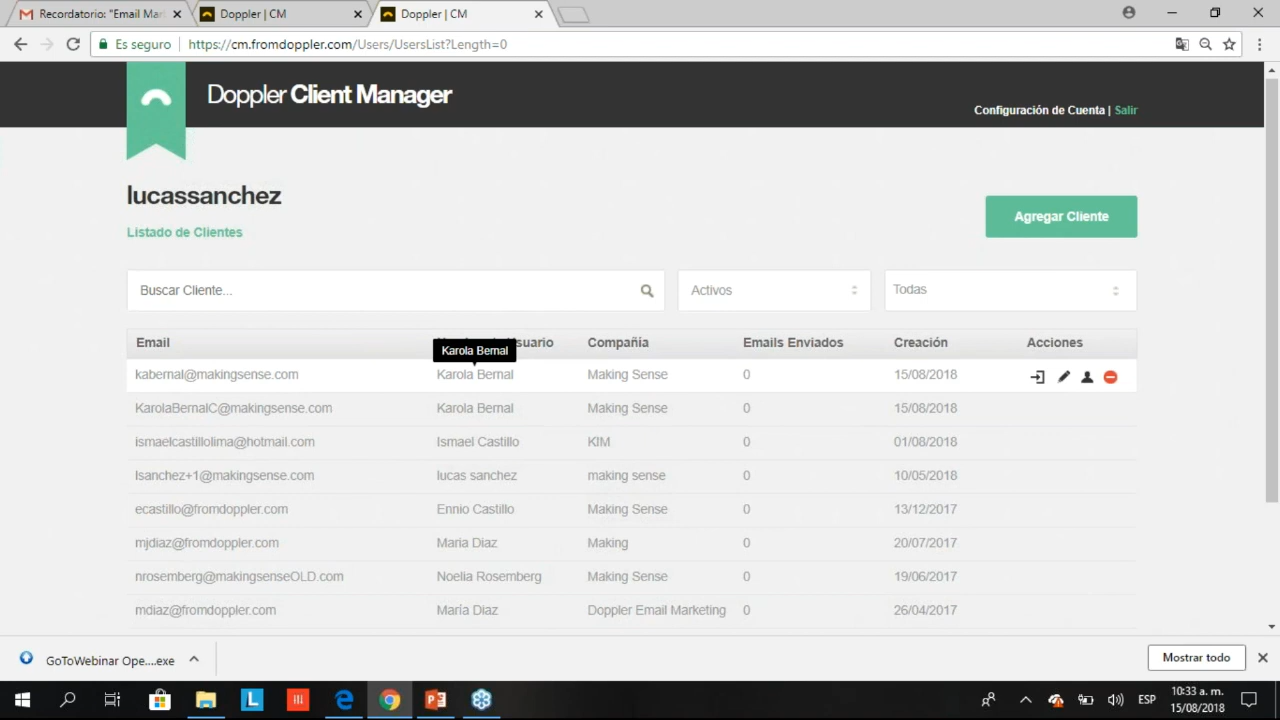 Recordatorio: "Email Mar
Doppler | CM
Doppler | CM
Es seguro
https://cm.fromdoppler.com/Users/UsersList?Length=0
Doppler Client Manager
Configuración de Cuenta | Salir
lucassanchez
Agregar Cliente
Listado de Clientes
Buscar Cliente...
Activos
Todas
Email
suario
Compañía
Emails Enviados
Creación
Acciones
Karola Bernal
kabernal@makingsense.com Karola Bernal Making Sense 0 15/08/2018
KarolaBernalC@makingsense.com Karola Bernal Making Sense 0 15/08/2018
ismaelcastillolima@hotmail.com Ismael Castillo KIM 0 01/08/2018
lsanchez+1@makingsense.com lucas sanchez making sense 0 10/05/2018
ecastillo@fromdoppler.com Ennio Castillo Making Sense 0 13/12/2017
mjdiaz@fromdoppler.com Maria Diaz Making 0 20/07/2017
nrosemberg@makingsenseOLD.com Noelia Rosemberg Making Sense 0 19/06/2017
mdiaz@fromdoppler.com María Diaz Doppler Email Marketing 0 26/04/2017
GoToWebinar Ope....exe
Mostrar todo
ESP
10:33 a. m.
15/08/2018